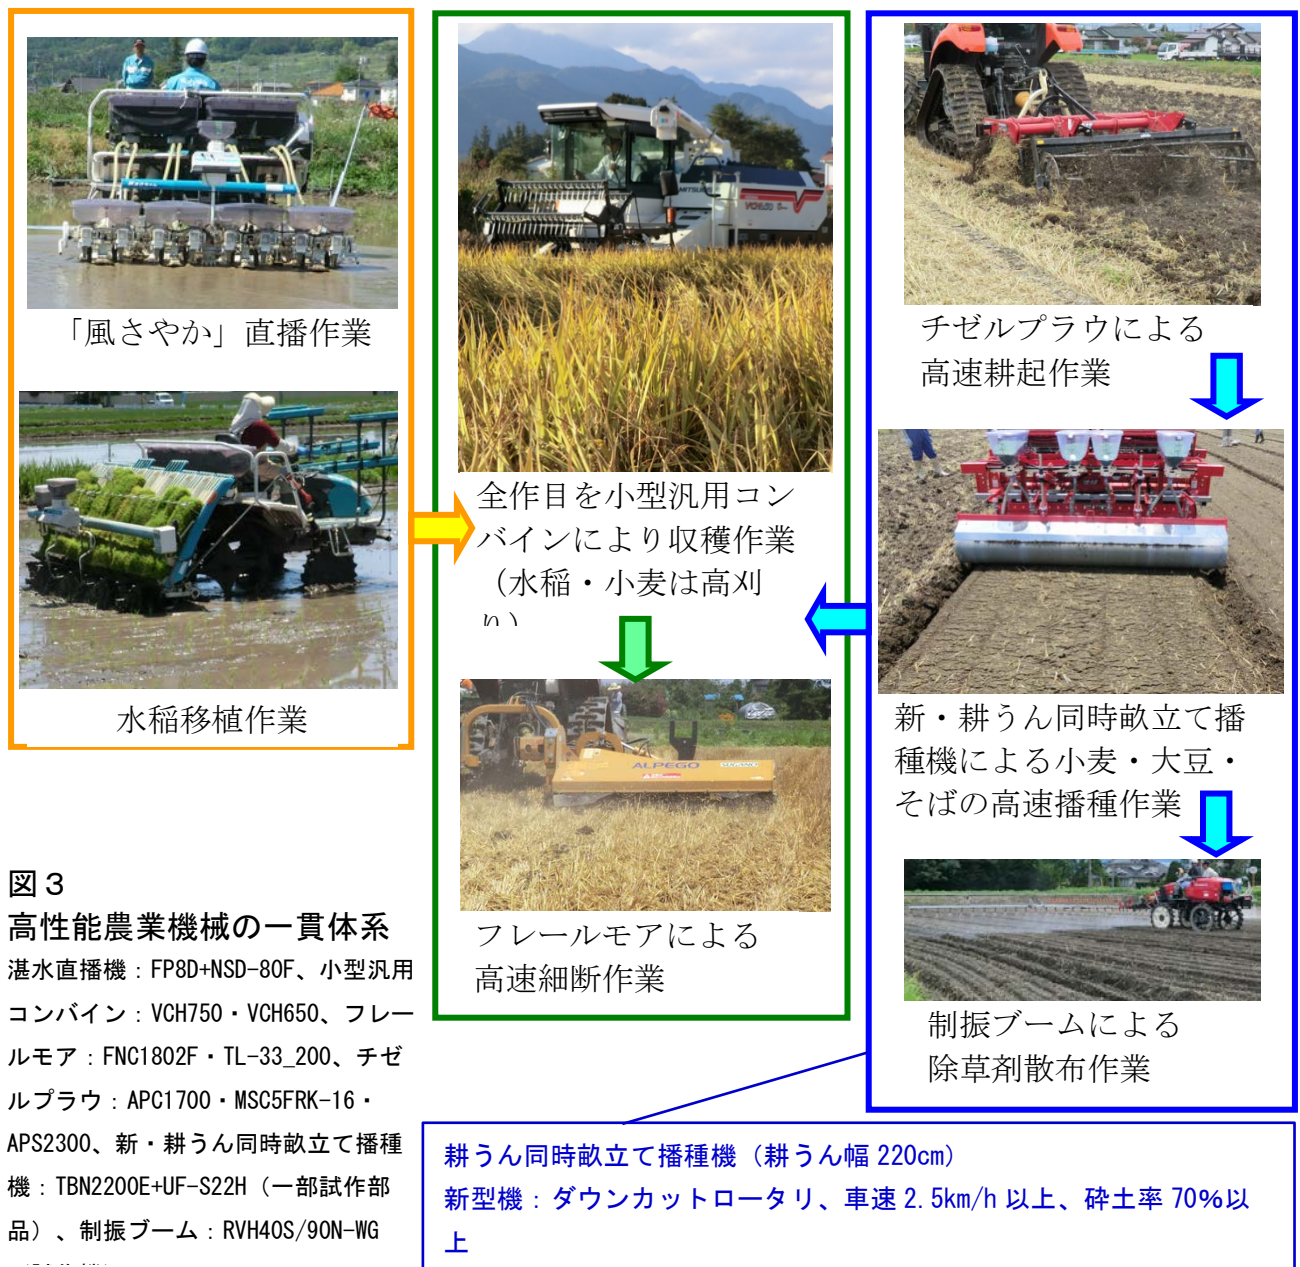 「風さやか」直播作業
水稲移植作業
全作目を小型汎用コン
バインにより収穫作業
（水稲・小麦は高刈
り）
ALPEGO
フレールモアによる
高速細断作業
チゼルプラウによる
高速耕起作業
新・耕うん同時畝立て播
種機による小麦・大豆・
そばの高速播種作業
制振ブームによる
除草剤散布作業
図３
高性能農業機械の一貫体系
湛水直播機：FP8D+NSD-80F、小型汎用
コンバイン：VCH750・VCH650、フレー
ルモア：FNC1802F・TL-33_200、チゼ
ルプラウ：APC1700・MSC5FRK-16・
APS2300、新・耕うん同時畝立て播種
機：TBN2200E+UF-S22H（一部試作部
品）、制振ブーム：RVH40S/90N-WG
耕うん同時畝立て播種機（耕うん幅 220cm）
新型機：ダウンカットロータリ、車速 2.5km/h 以上、砕土率 70%以
上